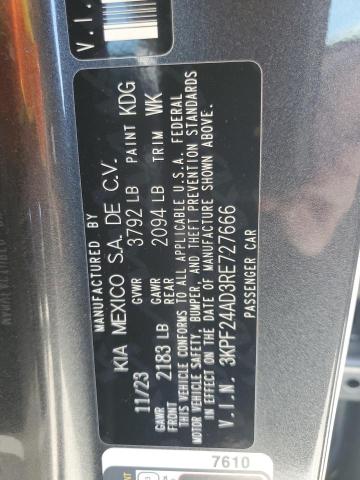 V.I.
MANUFACTURED BY
KIA MEXICO S.A. DE C.V.
11/23 GVWR 3792 LB PAINT KDG
GAWR FRONT 2183 LB GAWR REAR 2094 LB TRIM WK
THIS VEHICLE CONFORMS TO ALL APPLICABLE U.S.A. FEDERAL
MOTOR VEHICLE SAFETY, BUMPER, AND THEFT PREVENTION STANDARDS
IN EFFECT ON THE DATE OF MANUFACTURE SHOWN ABOVE.
V.I.N. 3KPF24AD3RE727666
PASSENGER CAR
7610